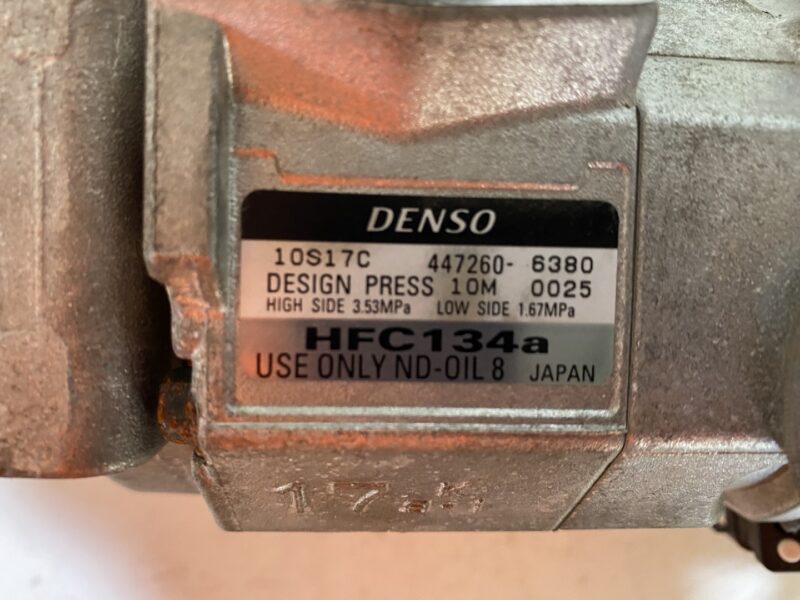 DENSO
10S17C 447260- 6380
DESIGN PRESS 10M 0025
HIGH SIDE 3.53MPa LOW SIDE 1.67MPa
HFC134a
USE ONLY ND-OIL 8 JAPAN
17